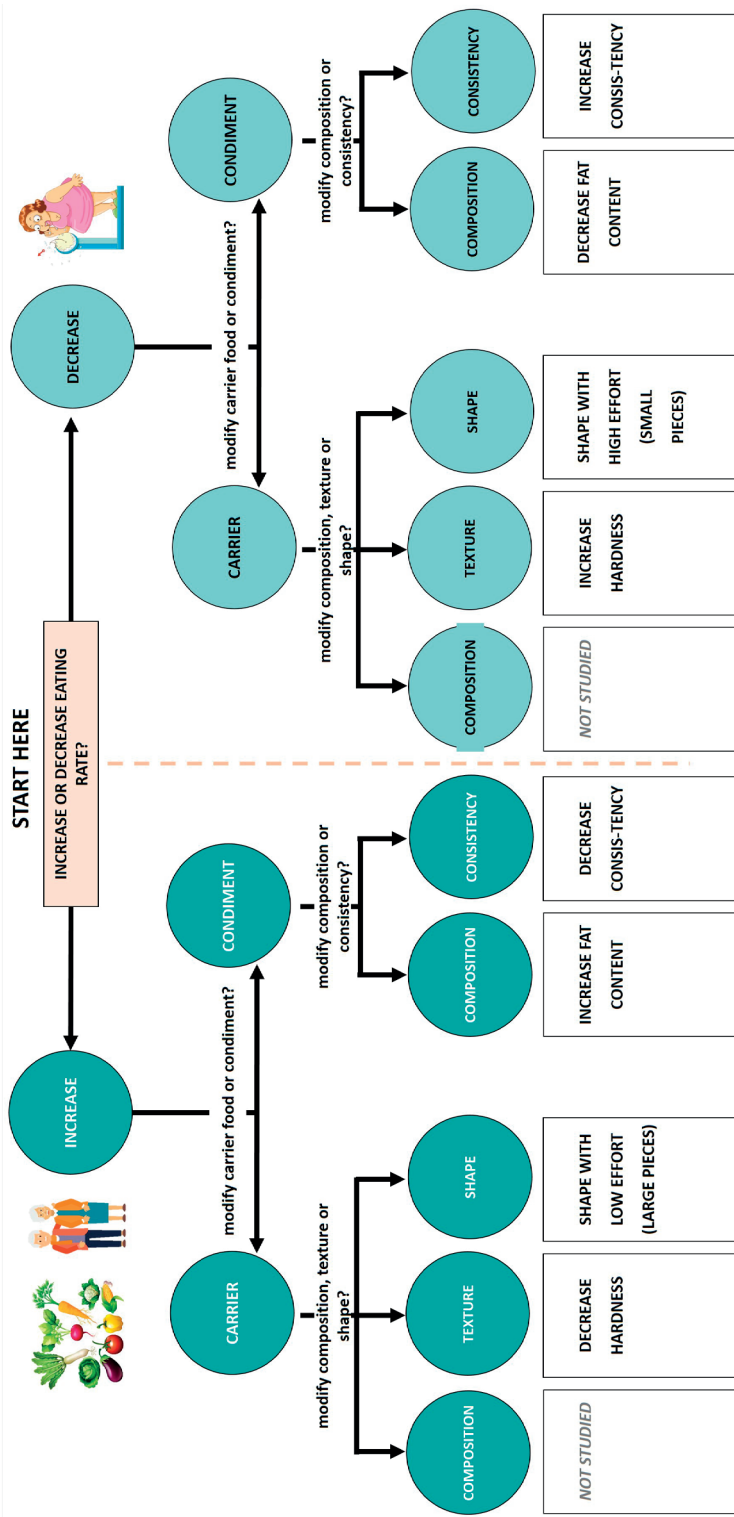 START HERE
INCREASE OR DECREASE EATING
RATE?
INCREASE
DECREASE
modify carrier food or condiment?
modify carrier food or condiment?
CARRIER
CONDIMENT
CARRIER
CONDIMENT
modify composition, texture or
shape?
modify composition or
consistency?
modify composition, texture or
shape?
modify composition or
consistency?
COMPOSITION
TEXTURE
SHAPE
COMPOSITION
CONSISTENCY
COMPOSITION
TEXTURE
SHAPE
COMPOSITION
CONSISTENCY
NOT STUDIED
DECREASE
HARDNESS
SHAPE WITH
LOW EFFORT
(LARGE PIECES)
INCREASE FAT
CONTENT
DECREASE
CONSIS-TENCY
NOT STUDIED
INCREASE
HARDNESS
SHAPE WITH
HIGH EFFORT
(SMALL
PIECES)
DECREASE FAT
CONTENT
INCREASE
CONSIS-TENCY